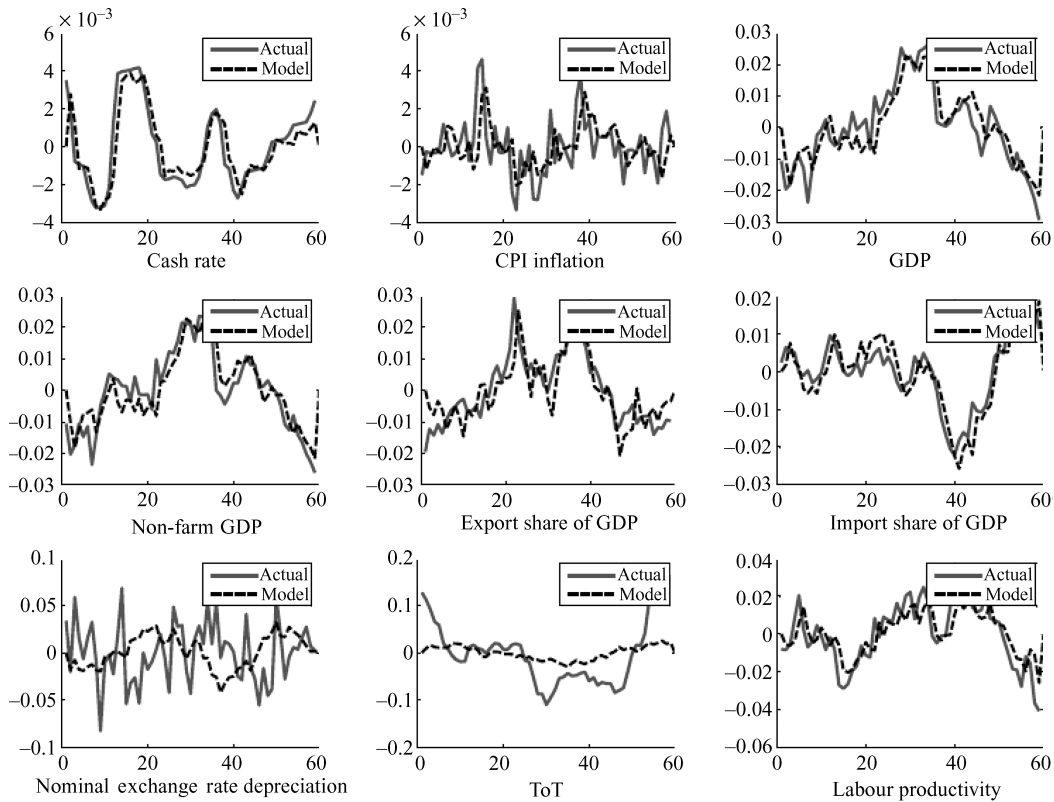 × 10⁻³
6
4
2
0
−2
−4
0 20 40 60
Actual
Model
Cash rate
× 10⁻³
6
4
2
0
−2
−4
0 20 40 60
Actual
Model
CPI inflation
0.03
0.02
0.01
0
−0.01
−0.02
−0.03
0 20 40 60
Actual
Model
GDP
0.03
0.02
0.01
0
−0.01
−0.02
−0.03
0 20 40 60
Actual
Model
Non-farm GDP
0.03
0.02
0.01
0
−0.01
−0.02
−0.03
0 20 40 60
Actual
Model
Export share of GDP
0.02
0.01
0
−0.01
−0.02
−0.03
0 20 40 60
Actual
Model
Import share of GDP
0.1
0.05
0
−0.05
−0.1
0 20 40 60
Actual
Model
Nominal exchange rate depreciation
0.2
0.1
0
−0.1
−0.2
0 20 40 60
Actual
Model
ToT
0.04
0.02
0
−0.02
−0.04
−0.06
0 20 40 60
Actual
Model
Labour productivity